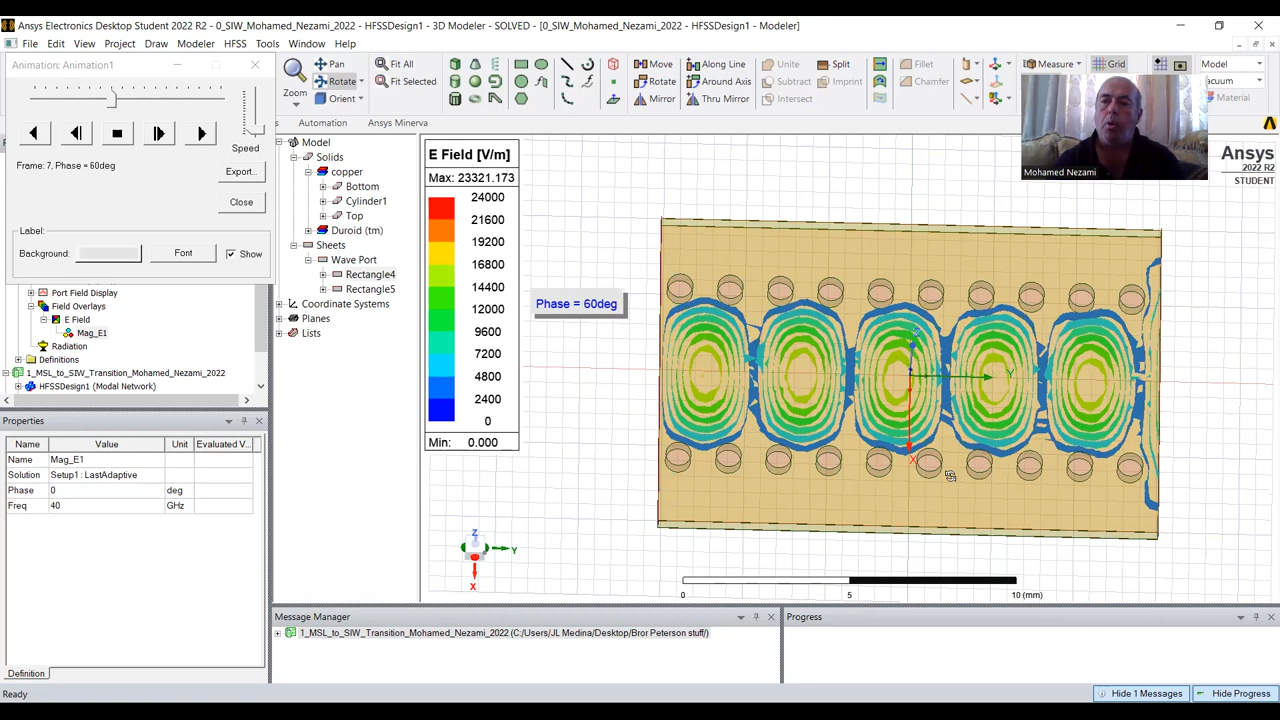 Ansys Electronics Desktop Student 2022 R2 - 0_SIW_Mohamed_Nezami_2022 - HFSSDesign1 - 3D Modeler - SOLVED - [0_SIW_Mohamed_Nezami_2022 - HFSSDesign1 - Modeler]
File Edit View Project Draw Modeler HFSS Tools Window Help
Animation: Animation1
Speed
Frame: 7, Phase = 60deg
Export...
Close
Label:
Background: Font Show
Zoom
Pan
Rotate
Orient
Fit All
Fit Selected
Move
Rotate
Mirror
Along Line
Around Axis
Thru Mirror
Unite
Subtract
Intersect
Split
Imprint
Fillet
Chamfer
Measure
Grid
Model
Material
Automation Ansys Minerva
Port Field Display
Field Overlays
E Field
Mag_E1
Radiation
Definitions
1_MSL_to_SIW_Transition_Mohamed_Nezami_2022
HFSSDesign1 (Modal Network)
Properties
Name Value Unit Evaluated V...
Name Mag_E1
Solution Setup1 : LastAdaptive
Phase 0 deg
Freq 40 GHz
Definition
Model
Solids
copper
Bottom
Cylinder1
Top
Duroid (tm)
Sheets
Wave Port
Rectangle4
Rectangle5
Coordinate Systems
Planes
Lists
E Field [V/m]
Max: 23321.173
24000
21600
19200
16800
14400
12000
9600
7200
4800
2400
0
Min: 0.000
Phase = 60deg
Z
Y
X
Z
Y
X
0 5 10 (mm)
Mohamed Nezami
Ansys
2022 R2
STUDENT
Message Manager
1_MSL_to_SIW_Transition_Mohamed_Nezami_2022 (C:/Users/JL Medina/Desktop/Bror Peterson stuff/)
Progress
Ready
Hide 1 Messages
Hide Progress